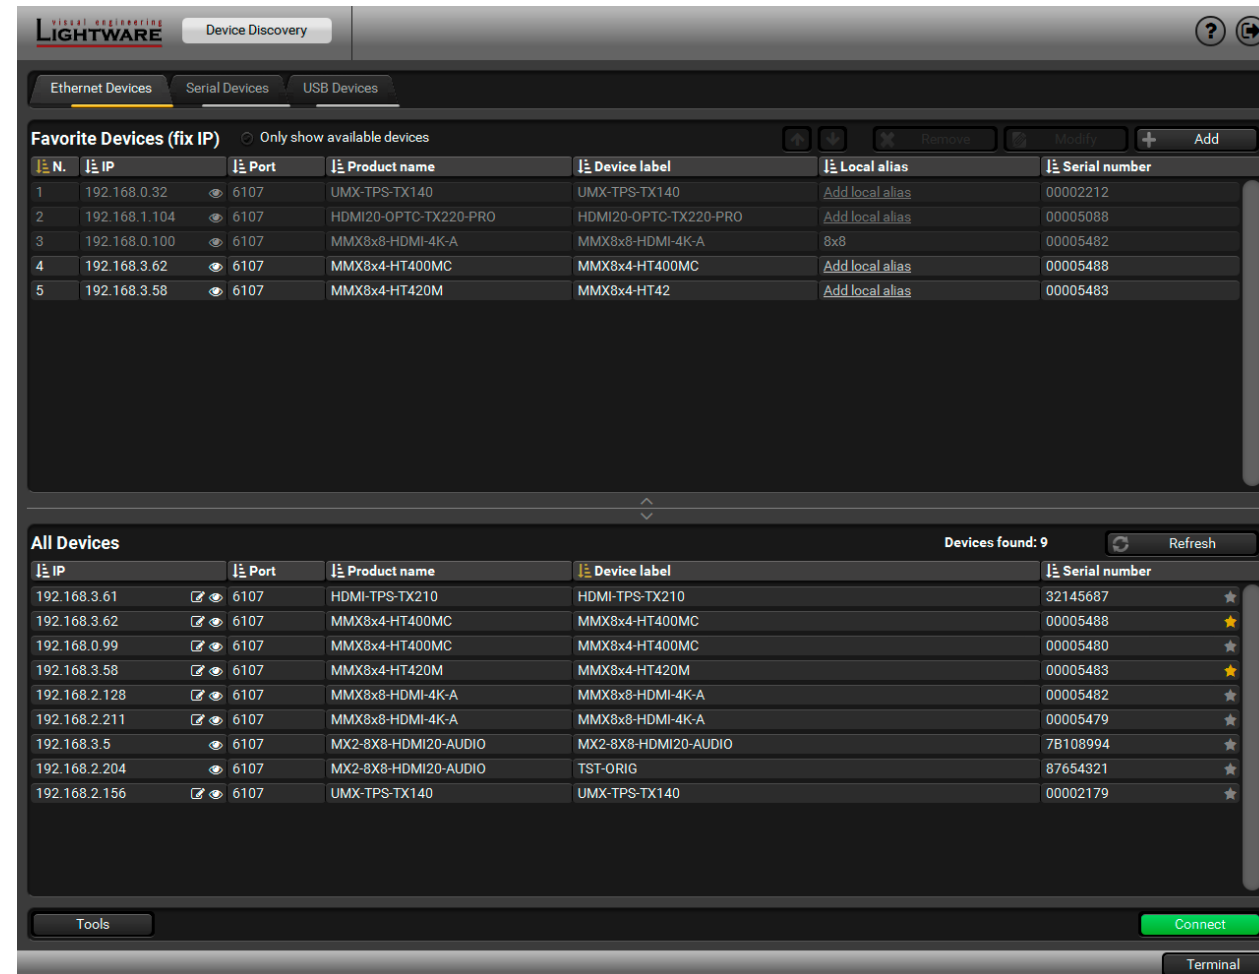 visual engineering
LIGHTWARE
Device Discovery
?
Ethernet Devices Serial Devices USB Devices
Favorite Devices (fix IP) Only show available devices Remove Modify Add
N. IP Port Product name Device label Local alias Serial number
1 192.168.0.32 6107 UMX-TPS-TX140 UMX-TPS-TX140 Add local alias 00002212
2 192.168.1.104 6107 HDMI20-OPTC-TX220-PRO HDMI20-OPTC-TX220-PRO Add local alias 00005088
3 192.168.0.100 6107 MMX8x8-HDMI-4K-A MMX8x8-HDMI-4K-A 8x8 00005482
4 192.168.3.62 6107 MMX8x4-HT400MC MMX8x4-HT400MC Add local alias 00005488
5 192.168.3.58 6107 MMX8x4-HT420M MMX8x4-HT42 Add local alias 00005483
All Devices Devices found: 9 Refresh
IP Port Product name Device label Serial number
192.168.3.61 6107 HDMI-TPS-TX210 HDMI-TPS-TX210 32145687
192.168.3.62 6107 MMX8x4-HT400MC MMX8x4-HT400MC 00005488
192.168.0.99 6107 MMX8x4-HT400MC MMX8x4-HT400MC 00005480
192.168.3.58 6107 MMX8x4-HT420M MMX8x4-HT420M 00005483
192.168.2.128 6107 MMX8x8-HDMI-4K-A MMX8x8-HDMI-4K-A 00005482
192.168.2.211 6107 MMX8x8-HDMI-4K-A MMX8x8-HDMI-4K-A 00005479
192.168.3.5 6107 MX2-8X8-HDMI20-AUDIO MX2-8X8-HDMI20-AUDIO 7B108994
192.168.2.204 6107 MX2-8X8-HDMI20-AUDIO TST-ORIG 87654321
192.168.2.156 6107 UMX-TPS-TX140 UMX-TPS-TX140 00002179
Tools Connect
Terminal